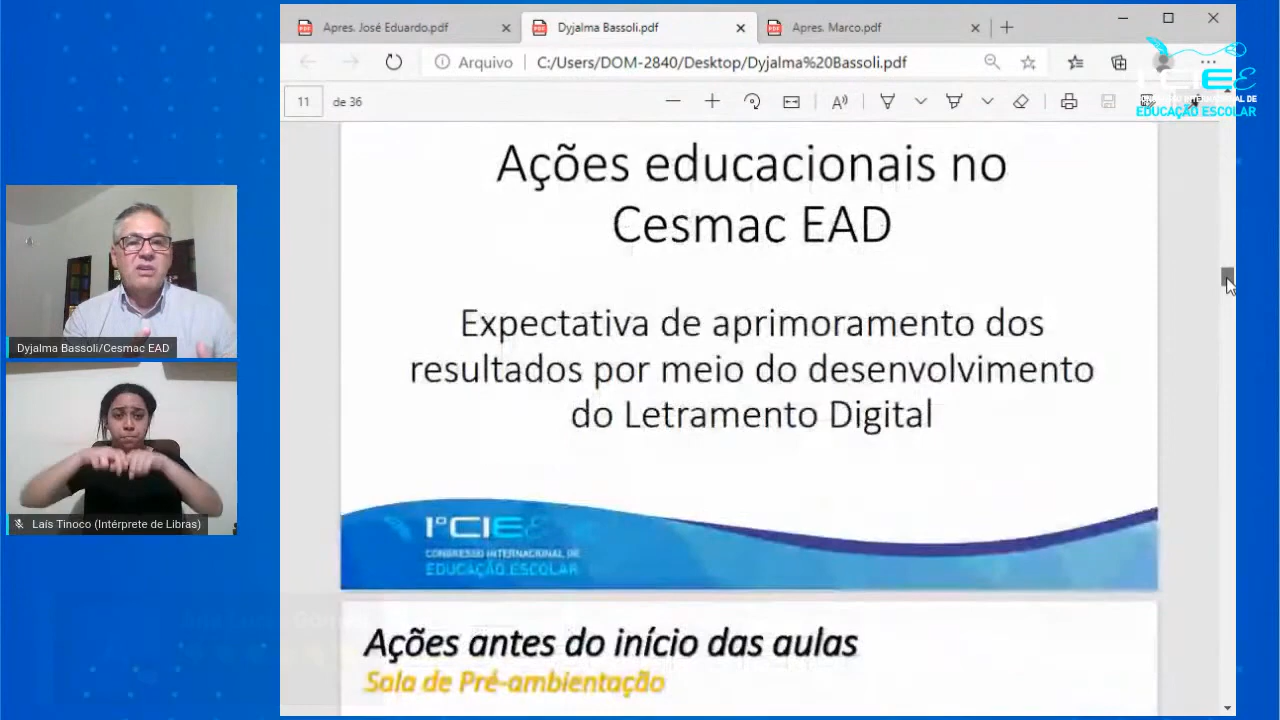 Apres. José Eduardo.pdf
Dyjalma Bassoli.pdf
Apres. Marco.pdf
Arquivo
C:/Users/DOM-2840/Desktop/Dyjalma%20Bassoli.pdf
11 de 36
EDUCAÇÃO ESCOLAR
Ações educacionais no
Cesmac EAD
Expectativa de aprimoramento dos
resultados por meio do desenvolvimento
do Letramento Digital
1º CIEE
CONGRESSO INTERNACIONAL DE
EDUCAÇÃO ESCOLAR
Ações antes do início das aulas
Sala de Pré-ambientação
Dyjalma Bassoli/Cesmac EAD
Laís Tinoco (Intérprete de Libras)